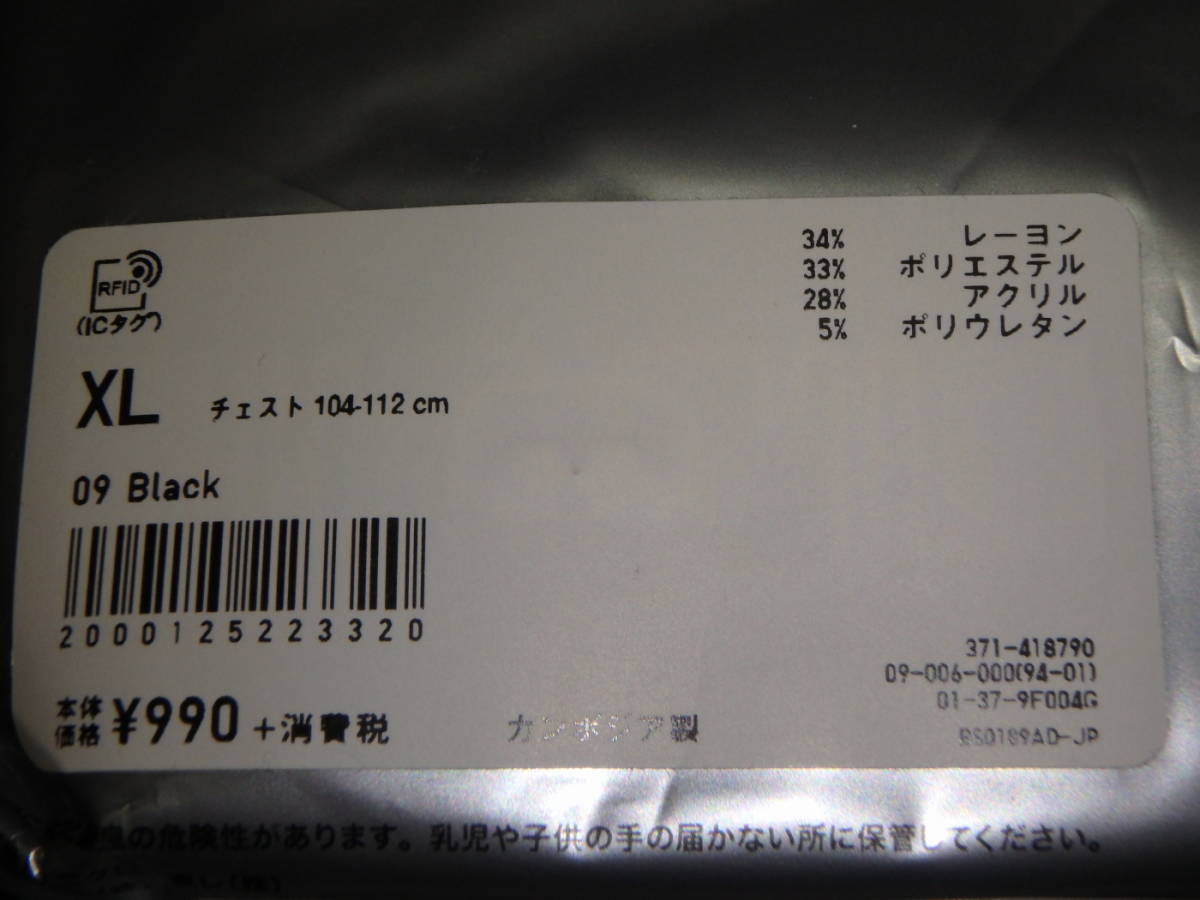 RFID
(ICタグ)
34% レーヨン
33% ポリエステル
28% アクリル
5% ポリウレタン
XL チェスト 104-112 cm
09 Black
2000125223320
本体価格 ¥990 +消費税
カンボジア製
371-418790
09-006-000(94-01)
01-37-9F004G
RS0189AD-JP
の危険性があります。乳児や子供の手の届かない所に保管してください。